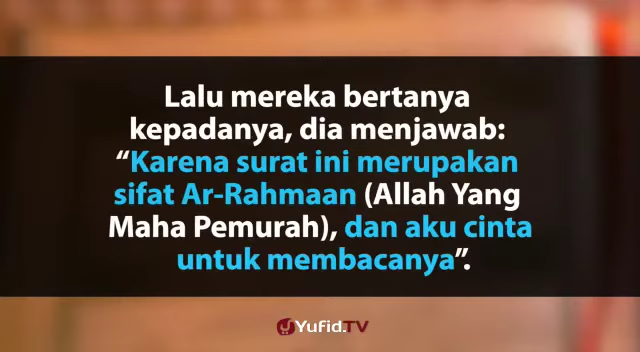 Lalu mereka bertanya
kepadanya, dia menjawab:
“Karena surat ini merupakan
sifat Ar-Rahmaan (Allah Yang
Maha Pemurah), dan aku cinta
untuk membacanya”.
Yufid.TV